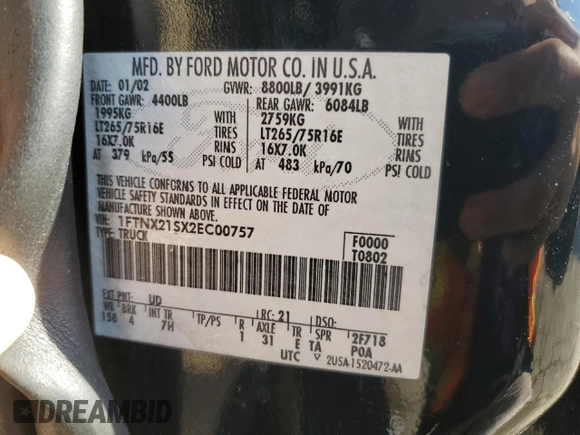 MFD. BY FORD MOTOR CO. IN U.S.A.
DATE: 01/02 GVWR: 8800LB/ 3991KG
FRONT GAWR: 4400LB REAR GAWR: 6084LB
1995KG WITH 2759KG WITH
LT265/75R16E TIRES LT265/75R16E TIRES
16X7.0K RINS 16X7.0K RINS
AT 379 kPa/55 PSI COLD AT 483 kPa/70 PSI COLD
THIS VEHICLE CONFORMS TO ALL APPLICABLE FEDERAL MOTOR
VEHICLE SAFETY STANDARDS IN EFFECT ON THE DATE OF
MANUFACTURE SHOWN ABOVE.
VIN: 1FTNX21SX2EC00757
TYPE: TRUCK
F0000
T0802
EXT PNT: UD RC: 21 DSO:
WB BRK INT TR TP/PS R AXLE TR SPR 2F718
158 4 7H 1 31 E TA POA
UTC ▽ 2U5A-1520472-AA
DREAMBID